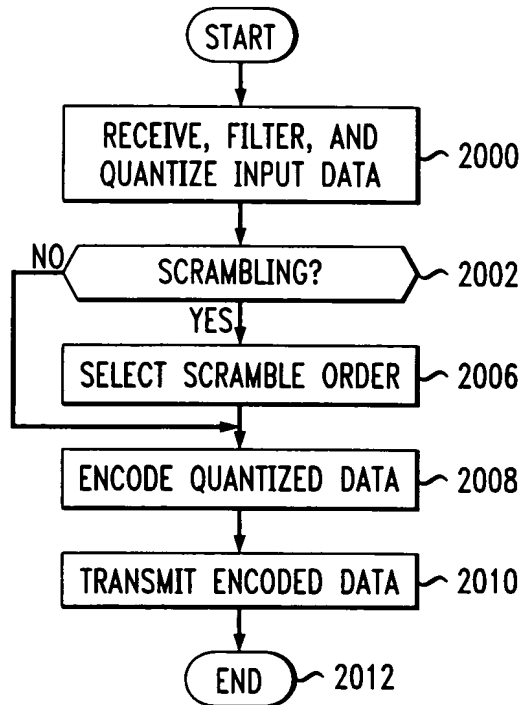 START
RECEIVE, FILTER, AND
QUANTIZE INPUT DATA
2000
NO
SCRAMBLING?
2002
YES
SELECT SCRAMBLE ORDER
2006
ENCODE QUANTIZED DATA
2008
TRANSMIT ENCODED DATA
2010
END
2012